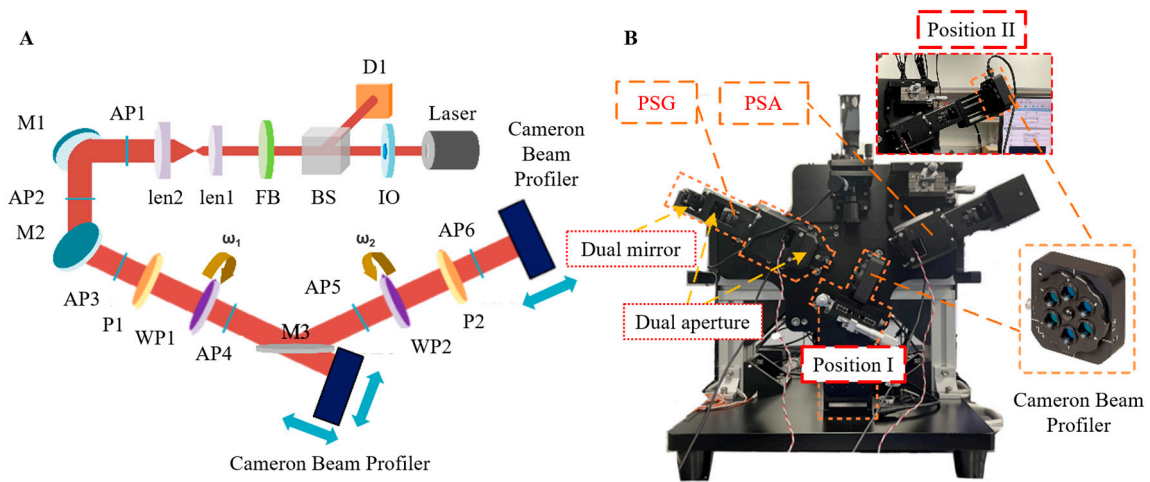 A
D1
Laser
M1
AP1
Cameron
Beam
Profiler
len2
len1
FB
BS
IO
AP2
M2
ω1
ω2
AP6
AP3
P1
WP1
AP4
AP5
M3
WP2
P2
Cameron Beam Profiler
B
Position II
PSG
PSA
Dual mirror
Dual aperture
Position I
Cameron Beam
Profiler